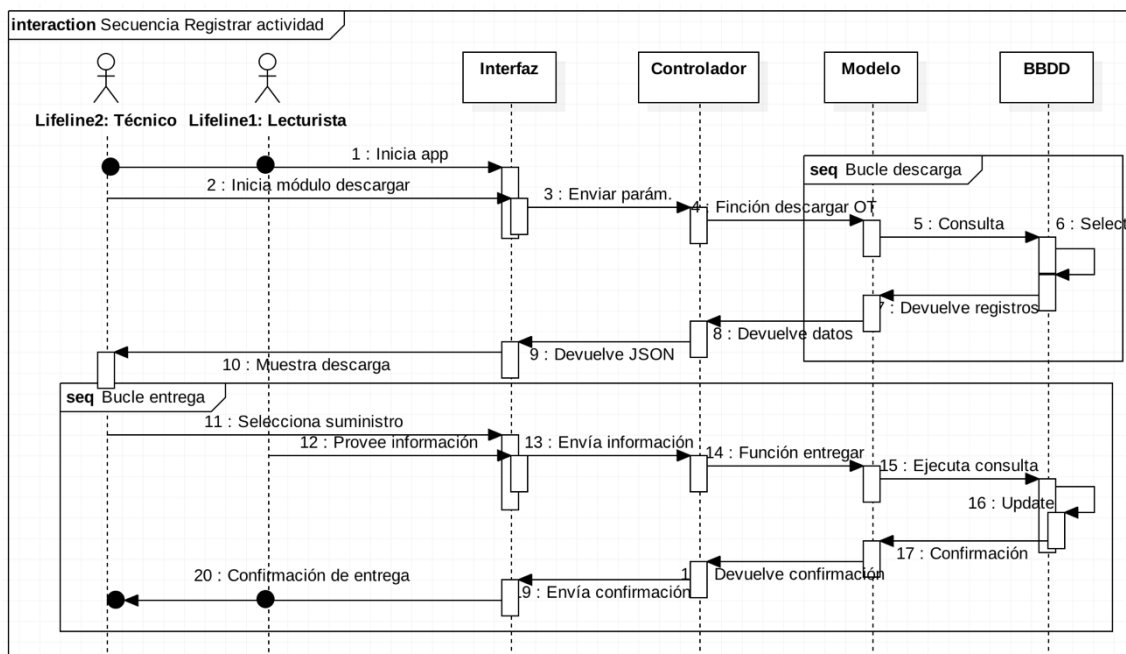 interaction Secuencia Registrar actividad
Interfaz
Controlador
Modelo
BBDD
Lifeline2: Técnico
Lifeline1: Lecturista
1 : Inicia app
seq Bucle descarga
2 : Inicia módulo descargar
3 : Enviar parám.
4 : Finción descargar OT
5 : Consulta
6 : Select
7 : Devuelve registros
8 : Devuelve datos
9 : Devuelve JSON
10 : Muestra descarga
seq Bucle entrega
11 : Selecciona suministro
12 : Provee información
13 : Envía información
14 : Función entregar
15 : Ejecuta consulta
16 : Update
17 : Confirmación
1 Devuelve confirmación
19 : Envía confirmación
20 : Confirmación de entrega